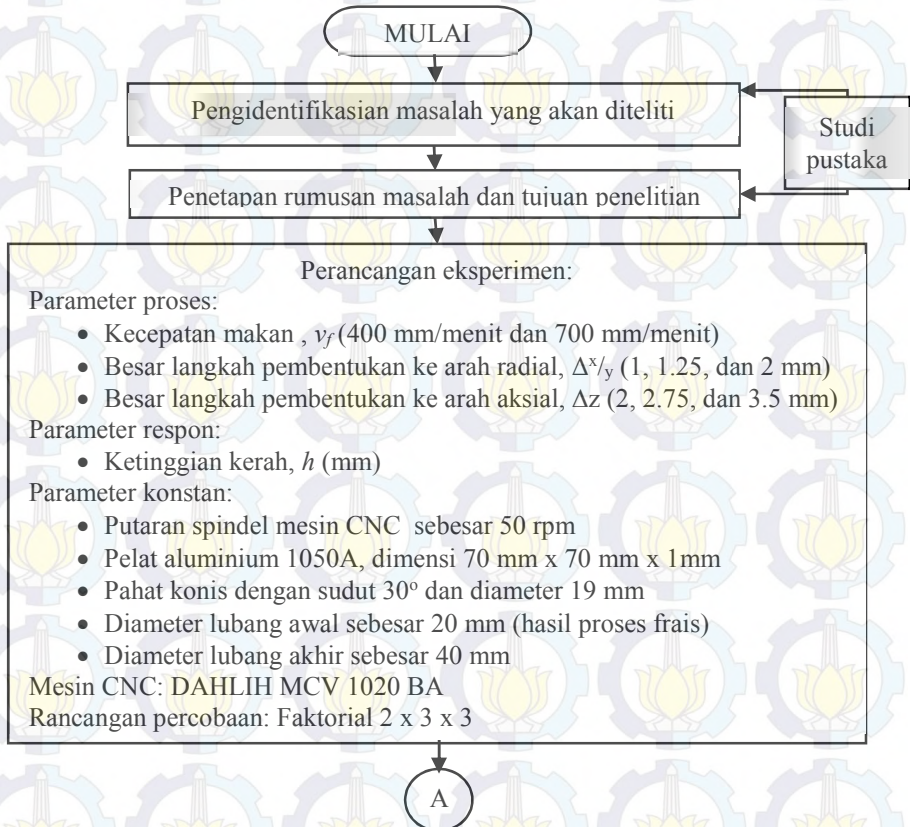 MULAI
Pengidentifikasian masalah yang akan diteliti
Studi
pustaka
Penetapan rumusan masalah dan tujuan penelitian
Perancangan eksperimen:
Parameter proses:
• Kecepatan makan , vf (400 mm/menit dan 700 mm/menit)
• Besar langkah pembentukan ke arah radial, Δx/y (1, 1.25, dan 2 mm)
• Besar langkah pembentukan ke arah aksial, Δz (2, 2.75, dan 3.5 mm)
Parameter respon:
• Ketinggian kerah, h (mm)
Parameter konstan:
• Putaran spindel mesin CNC sebesar 50 rpm
• Pelat aluminium 1050A, dimensi 70 mm x 70 mm x 1mm
• Pahat konis dengan sudut 30° dan diameter 19 mm
• Diameter lubang awal sebesar 20 mm (hasil proses frais)
• Diameter lubang akhir sebesar 40 mm
Mesin CNC: DAHLIH MCV 1020 BA
Rancangan percobaan: Faktorial 2 x 3 x 3
A